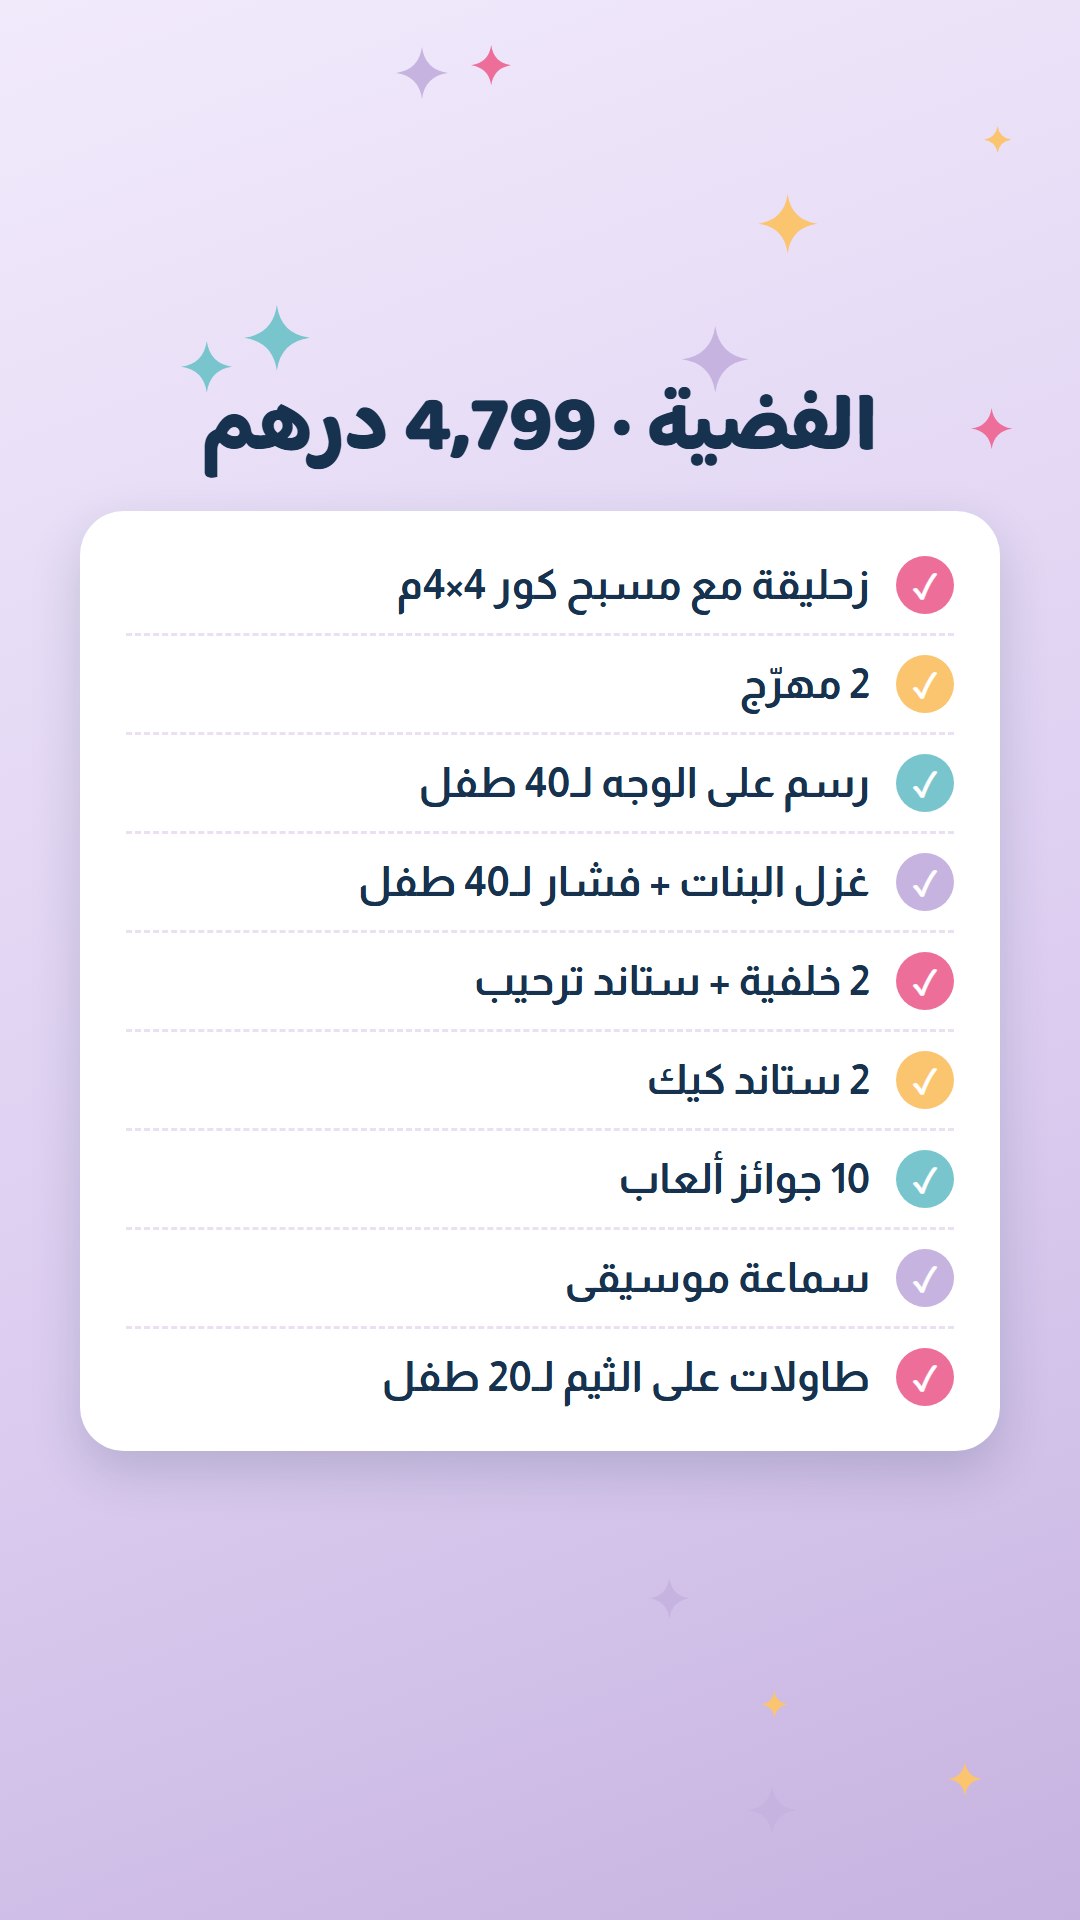 الفضية · 4,799 درهم
✓ زحليقة مع مسبح كور 4×4م
✓ 2 مهرّج
✓ رسم على الوجه لـ40 طفل
✓ غزل البنات + فشار لـ40 طفل
✓ 2 خلفية + ستاند ترحيب
✓ 2 ستاند كيك
✓ 10 جوائز ألعاب
✓ سماعة موسيقى
✓ طاولات على الثيم لـ20 طفل